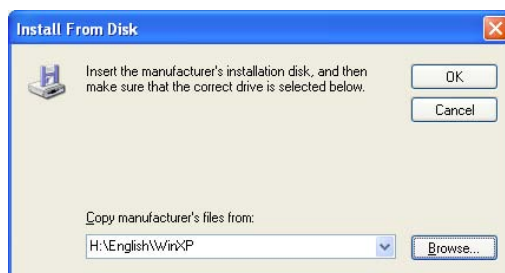 Install From Disk
Insert the manufacturer's installation disk, and then
make sure that the correct drive is selected below.
OK
Cancel
Copy manufacturer's files from:
H:\English\WinXP
Browse...